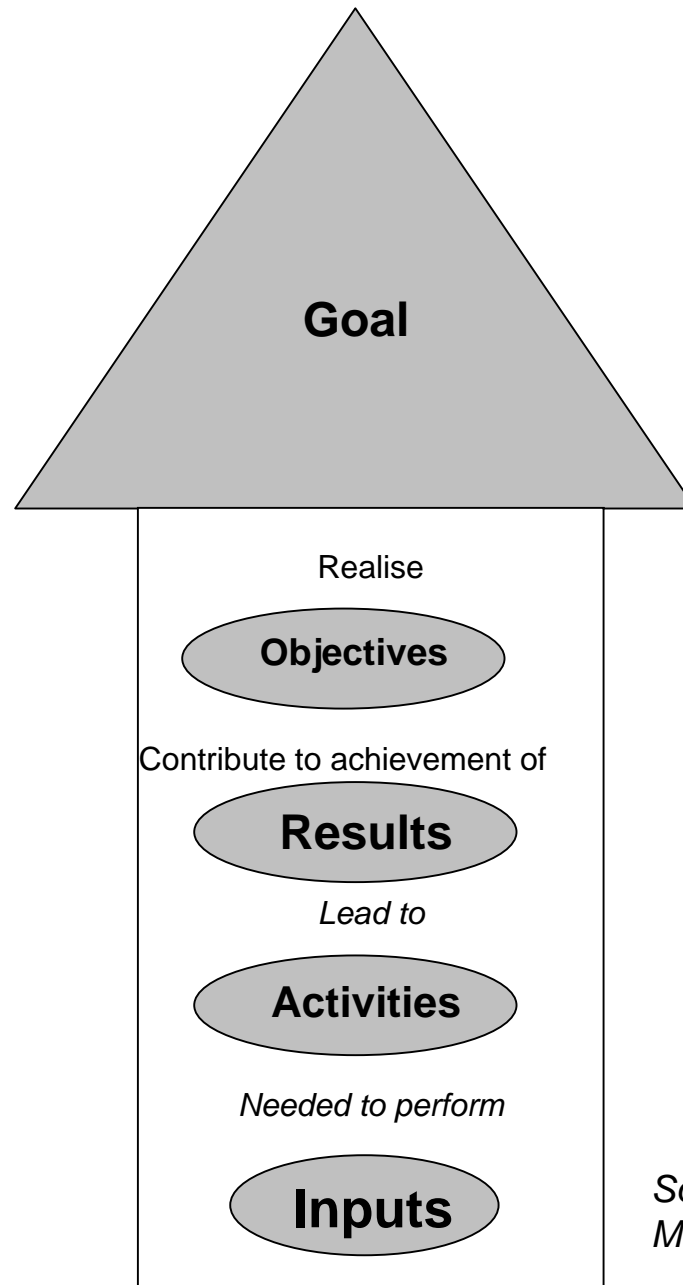 Goal
Realise
Objectives
Contribute to achievement of
Results
Lead to
Activities
Needed to perform
Inputs